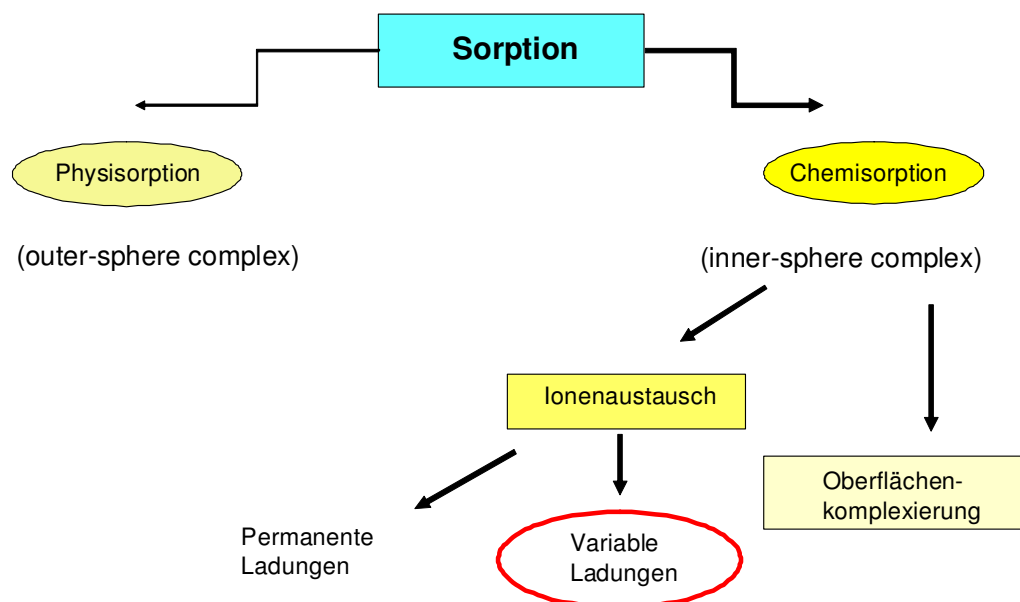 Sorption
Physisorption
Chemisorption
(outer-sphere complex)
(inner-sphere complex)
Ionenaustausch
Oberflächen-
komplexierung
Permanente
Ladungen
Variable
Ladungen